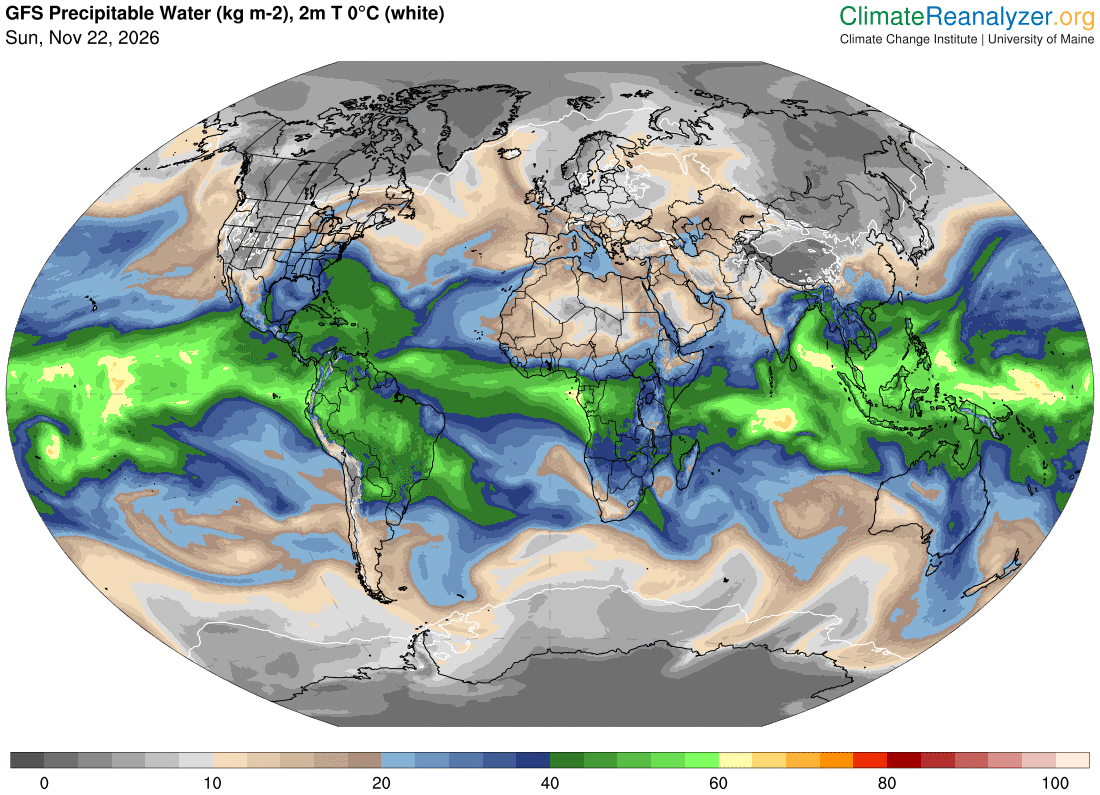 GFS Precipitable Water (kg m-2), 2m T 0°C (white)
Sun, Nov 22, 2026
ClimateReanalyzer.org
Climate Change Institute | University of Maine
0 10 20 40 60 80 100